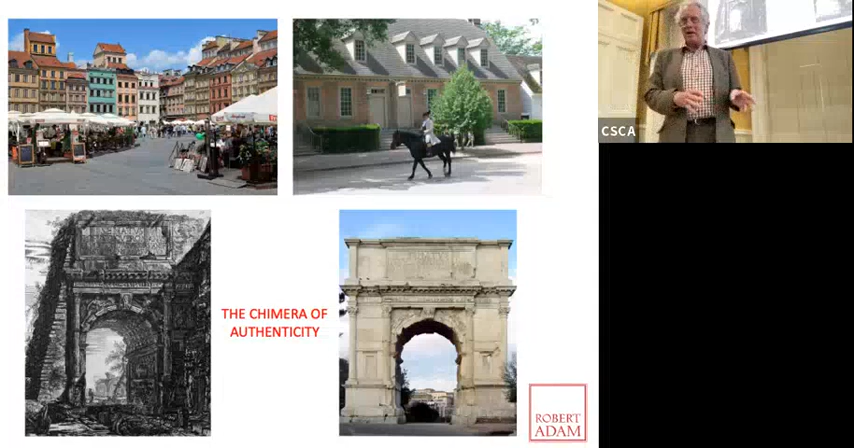 CSCA
THE CHIMERA OF
AUTHENTICITY
ROBERT
ADAM